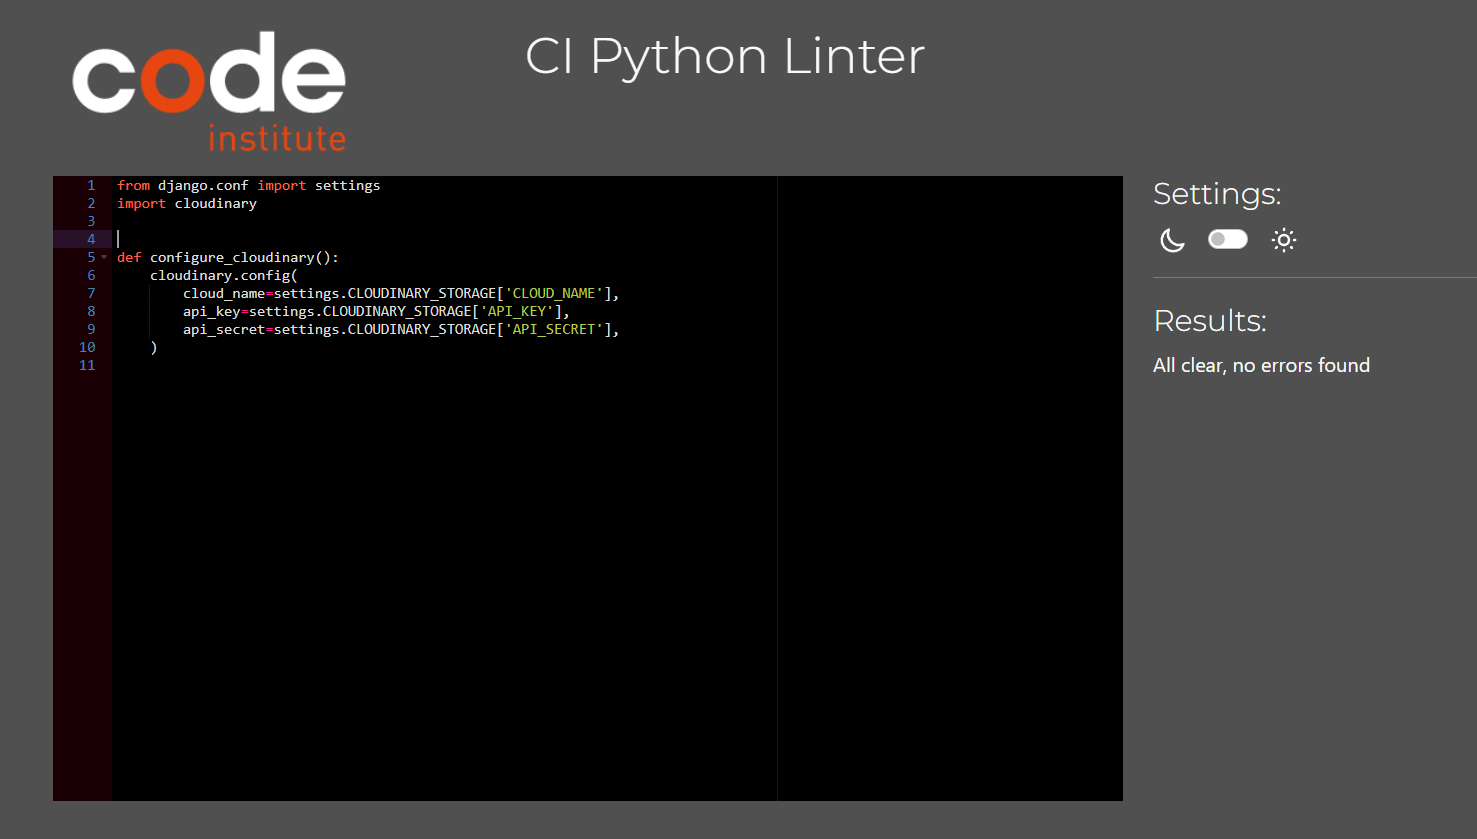 code
institute
CI Python Linter
1 from django.conf import settings
2 import cloudinary
3
4
5 def configure_cloudinary():
6     cloudinary.config(
7         cloud_name=settings.CLOUDINARY_STORAGE['CLOUD_NAME'],
8         api_key=settings.CLOUDINARY_STORAGE['API_KEY'],
9         api_secret=settings.CLOUDINARY_STORAGE['API_SECRET'],
10     )
11
Settings:
Results:
All clear, no errors found